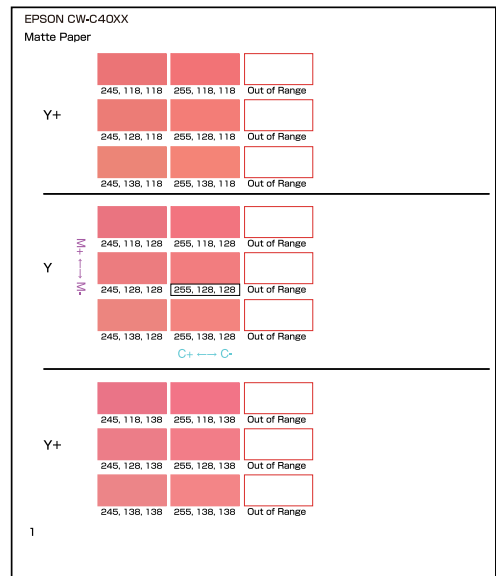 EPSON CW-C40XX
Matte Paper
245, 118, 118 255, 118, 118 Out of Range
Y+
245, 128, 118 255, 128, 118 Out of Range
245, 138, 118 255, 138, 118 Out of Range
245, 118, 128 255, 118, 128 Out of Range
M+ ←→ M-
Y
245, 128, 128 255, 128, 128 Out of Range
245, 138, 128 255, 138, 128 Out of Range
C+ ←→ C-
245, 118, 138 255, 118, 138 Out of Range
Y+
245, 128, 138 255, 128, 138 Out of Range
245, 138, 138 255, 138, 138 Out of Range
1